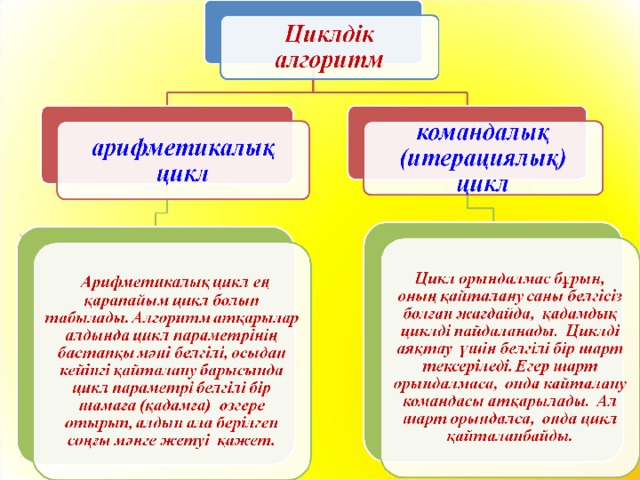 Циклдік
алгоритм
арифметикалық
цикл
командалық
(итерациялық)
цикл
Арифметикалық цикл ең
қарапайым цикл болып
табылады. Алгоритм атқарылар
алдында цикл параметрінің
бастапқы мәні белгілі, осыдан
кейінгі қайталану барысында
цикл параметрі белгілі бір
шамаға (қадамға) өзгере
отырып, алдын ала берілген
соңғы мәнге жетуі қажет.
Цикл орындалмас бұрын,
оның қайталану саны белгісіз
болған жағдайда, қадамдық
циклді пайдаланады. Циклді
аяқтау үшін белгілі бір шарт
тексеріледі. Егер шарт
орындалмаса, онда қайталану
командасы атқарылады. Ал
шарт орындалса, онда цикл
қайталанбайды.